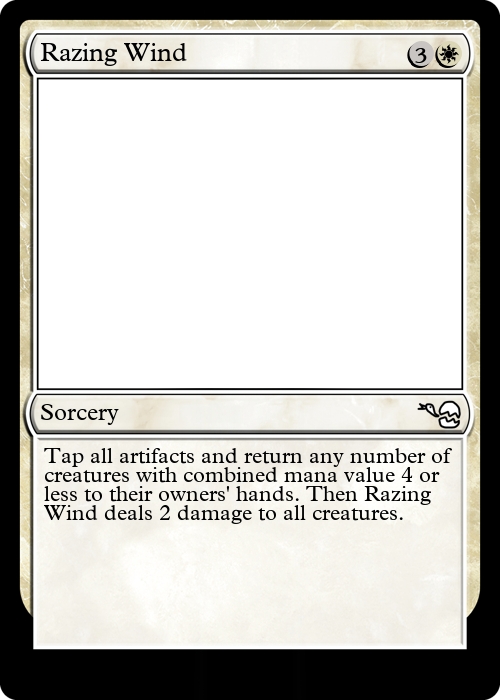 Razing Wind 3
Sorcery
Tap all artifacts and return any number of
creatures with combined mana value 4 or
less to their owners' hands. Then Razing
Wind deals 2 damage to all creatures.